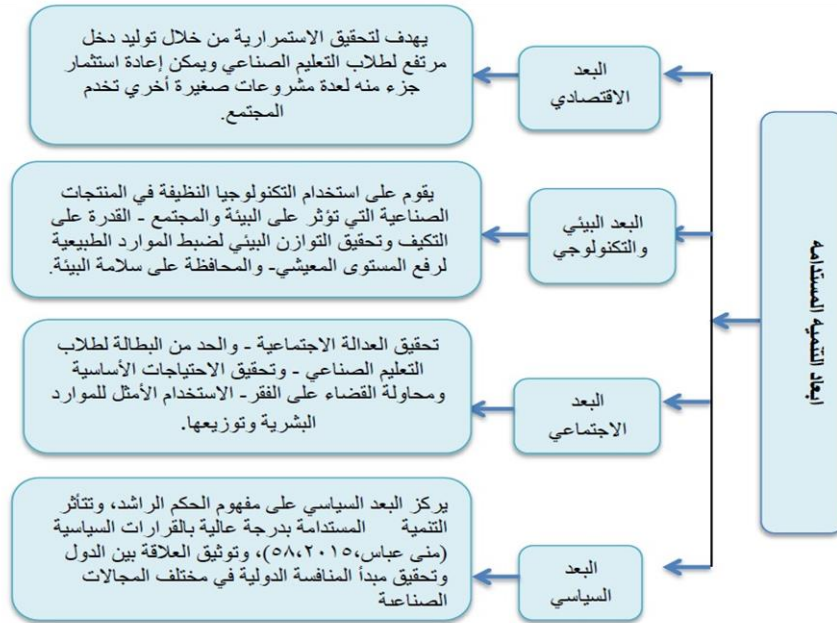 ابعاد التنميه المستدامه
البعد
الاقتصادي
يهدف لتحقيق الاستمرارية من خلال توليد دخل
مرتفع لطلاب التعليم الصناعي ويمكن إعادة استثمار
جزء منه لعدة مشروعات صغيرة أخري تخدم
المجتمع.
البعد البيئي
والتكنولوجي
يقوم على استخدام التكنولوجيا النظيفة في المنتجات
الصناعية التي تؤثر على البيئة والمجتمع - القدرة على
التكيف وتحقيق التوازن البيئي لضبط الموارد الطبيعية
لرفع المستوى المعيشي- والمحافظة على سلامة البيئة.
البعد
الاجتماعي
تحقيق العدالة الاجتماعية - والحد من البطالة لطلاب
التعليم الصناعي - وتحقيق الاحتياجات الأساسية
ومحاولة القضاء على الفقر- الاستخدام الأمثل للموارد
البشرية وتوزيعها.
البعد
السياسي
يركز البعد السياسي على مفهوم الحكم الراشد، وتتأثر
التنمية المستدامة بدرجة عالية بالقرارات السياسية
(منى عباس،٥٨،٢٠١٥)، وتوثيق العلاقة بين الدول
وتحقيق مبدأ المنافسة الدولية في مختلف المجالات
الصناعية